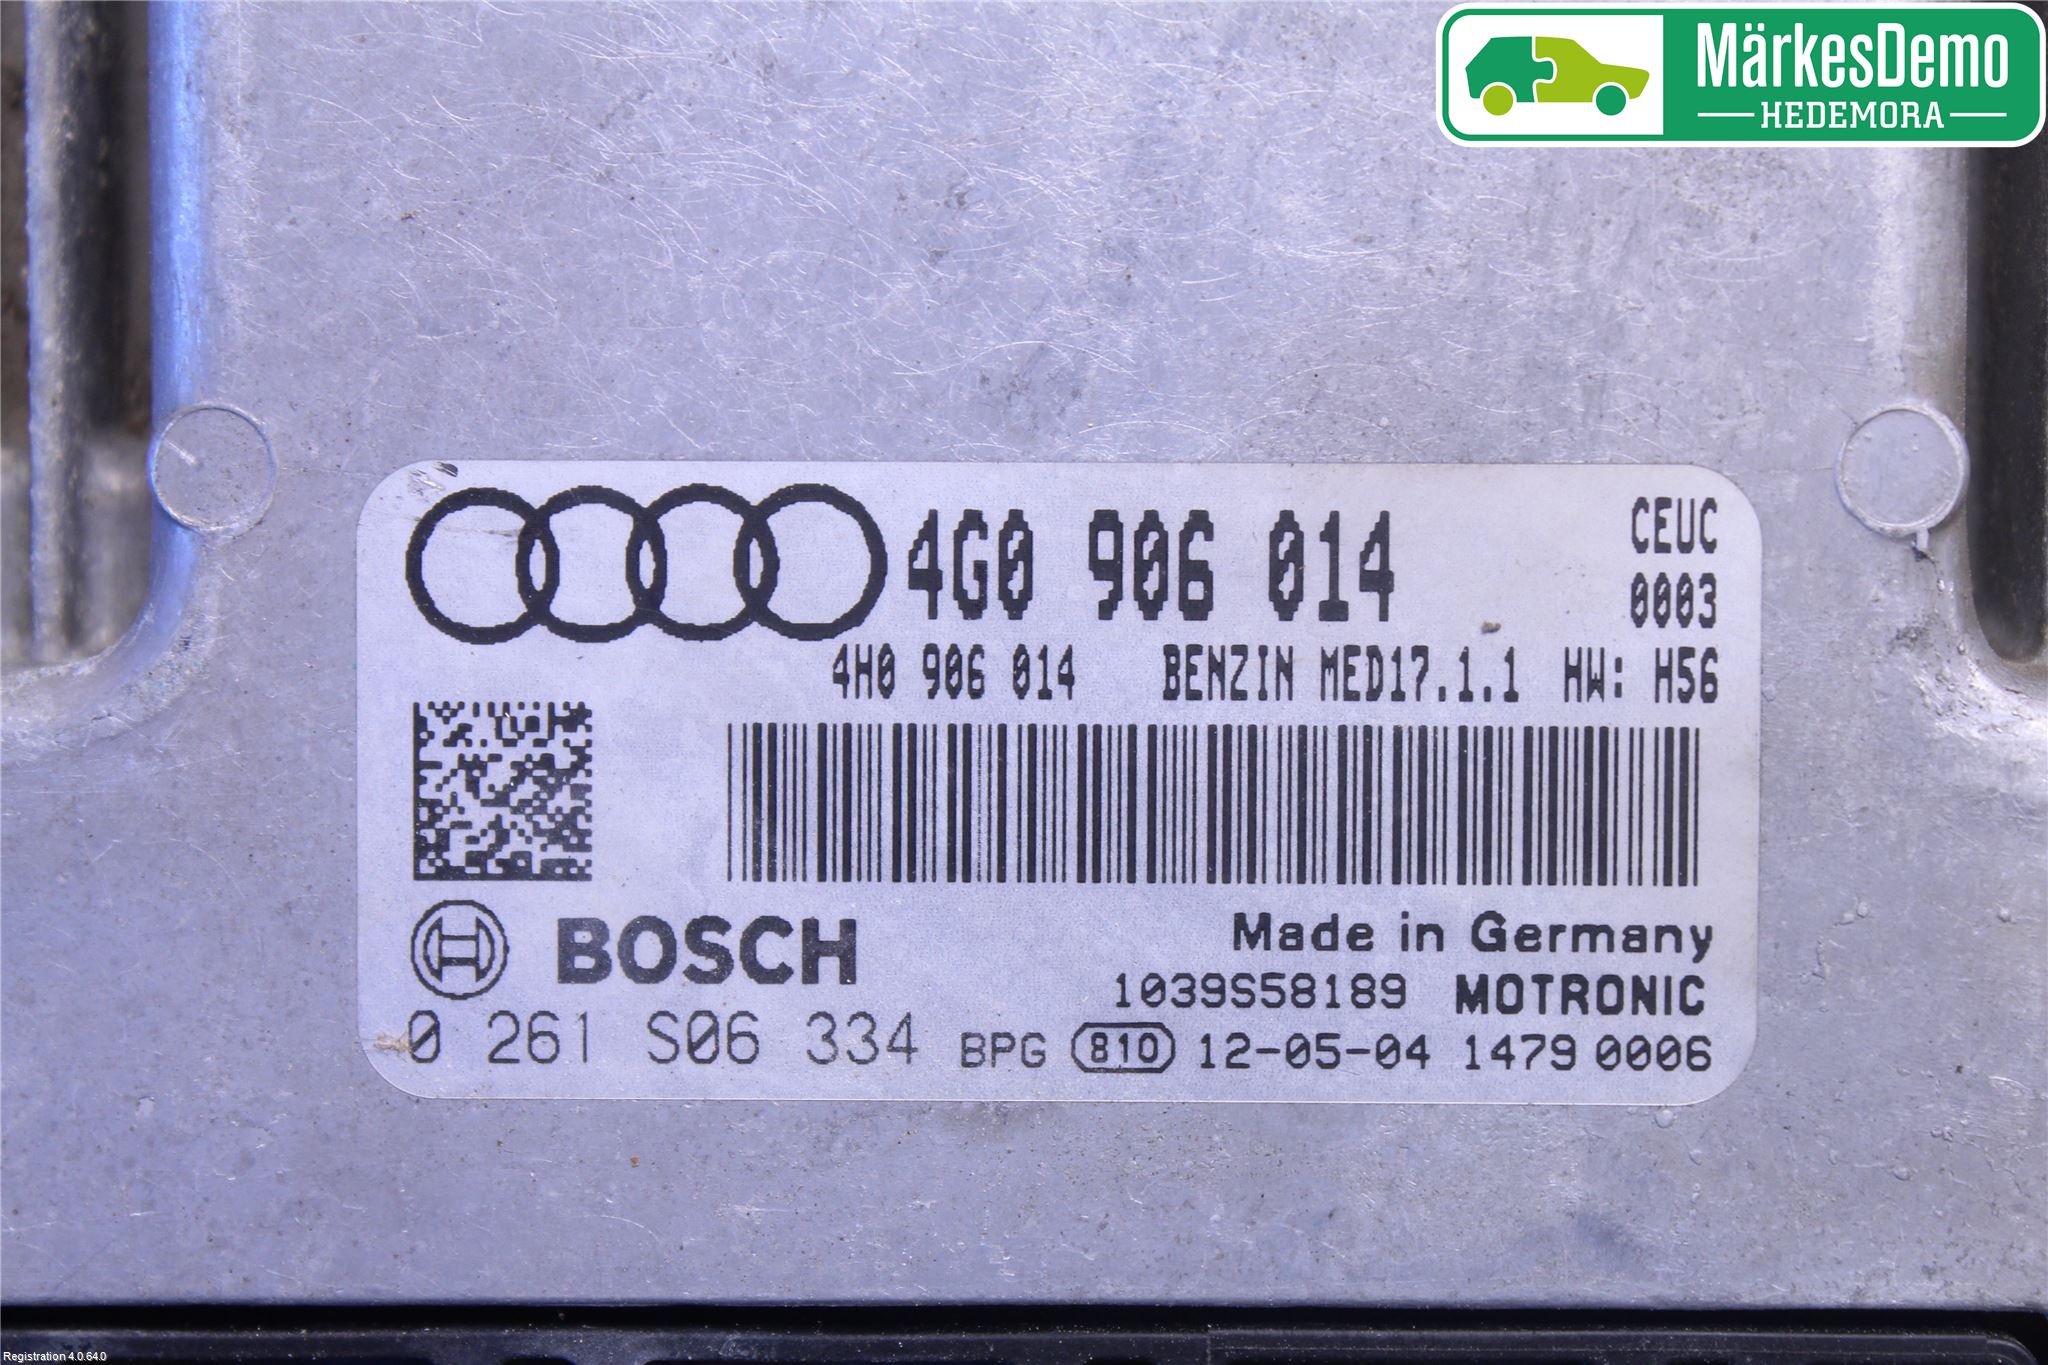 MärkesDemo
HEDEMORA
4G0 906 014
CEUC
0003
4H0 906 014 BENZIN MED17.1.1 HW: H56
BOSCH
Made in Germany
1039S58189 MOTRONIC
0 261 S06 334 BPG 810 12-05-04 1479 0006
Registration 4.0.64.0